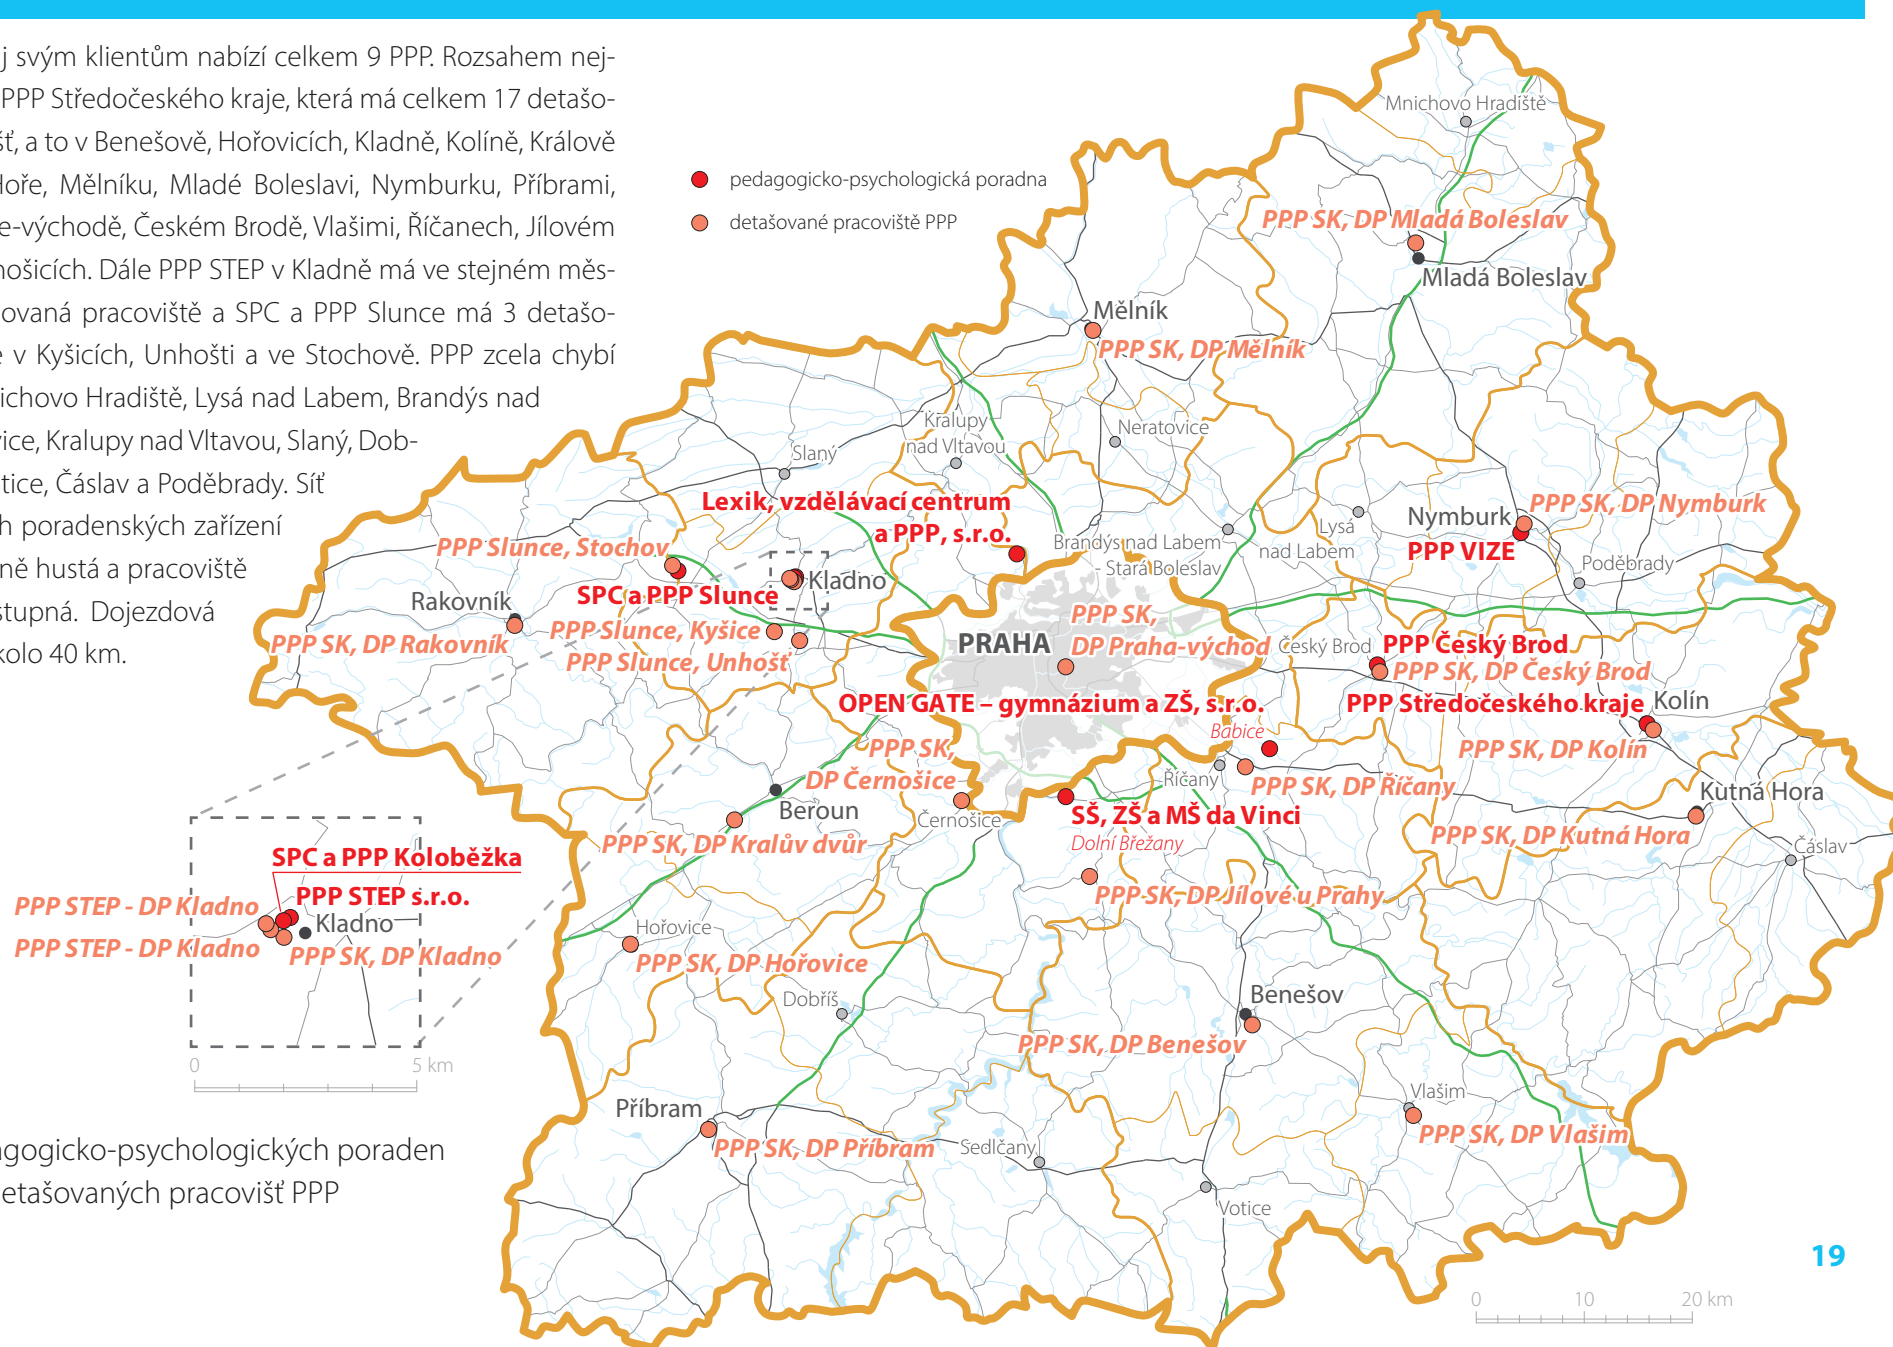 j svým klientům nabízí celkem 9 PPP. Rozsahem nej-
PPP Středočeského kraje, která má celkem 17 detašo-
šť, a to v Benešově, Hořovicích, Kladně, Kolíně, Králově
Hoře, Mělníku, Mladé Boleslavi, Nymburku, Příbrami,
e-východě, Českém Brodě, Vlašimi, Říčanech, Jílovém
nošicích. Dále PPP STEP v Kladně má ve stejném měs-
ovaná pracoviště a SPC a PPP Slunce má 3 detašo-
e v Kyšicích, Unhošti a ve Stochově. PPP zcela chybí
nichovo Hradiště, Lysá nad Labem, Brandýs nad
vice, Kralupy nad Vltavou, Slaný, Dob-
tice, Čáslav a Poděbrady. Síť
h poradenských zařízení
ně hustá a pracoviště
stupná. Dojezdová
kolo 40 km.
pedagogicko-psychologická poradna
detašované pracoviště PPP
Mnichovo Hradiště
PPP SK, DP Mladá Boleslav
Mladá Boleslav
Mělník
PPP SK, DP Mělník
Kralupy
nad Vltavou
Neratovice
Slaný
Lexik, vzdělávací centrum
a PPP, s.r.o.
Brandýs nad Labem
- Stará Boleslav
Lysá
nad Labem
Nymburk
PPP SK, DP Nymburk
PPP VIZE
Poděbrady
PPP Slunce, Stochov
SPC a PPP Slunce
Kladno
Rakovník
PPP SK, DP Rakovník
PPP Slunce, Kyšice
PPP Slunce, Unhošť
PRAHA
PPP SK,
DP Praha-východ
Český Brod
PPP Český Brod
PPP SK, DP Český Brod
OPEN GATE – gymnázium a ZŠ, s.r.o.
Babice
PPP Středočeského kraje
Kolín
PPP SK, DP Kolín
PPP SK,
DP Černošice
Černošice
Říčany
PPP SK, DP Říčany
Kutná Hora
PPP SK, DP Kutná Hora
Čáslav
Beroun
PPP SK, DP Kralův dvůr
SŠ, ZŠ a MŠ da Vinci
Dolní Břežany
PPP SK, DP Jílové u Prahy
SPC a PPP Koloběžka
PPP STEP s.r.o.
PPP STEP - DP Kladno
Kladno
PPP STEP - DP Kladno
PPP SK, DP Kladno
0 5 km
Hořovice
PPP SK, DP Hořovice
Dobříš
Benešov
PPP SK, DP Benešov
Vlašim
PPP SK, DP Vlašim
Příbram
PPP SK, DP Příbram
Sedlčany
Votice
agogicko-psychologických poraden
etašovaných pracovišť PPP
19
0 10 20 km